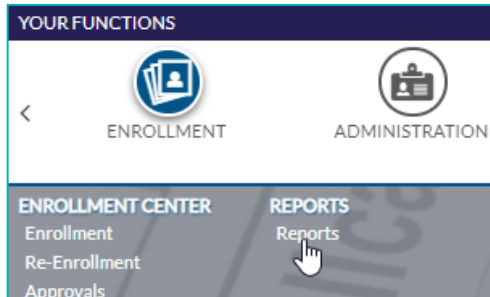 YOUR FUNCTIONS
ENROLLMENT
ADMINISTRATION
ENROLLMENT CENTER
REPORTS
Enrollment
Reports
Re-Enrollment
Approvals